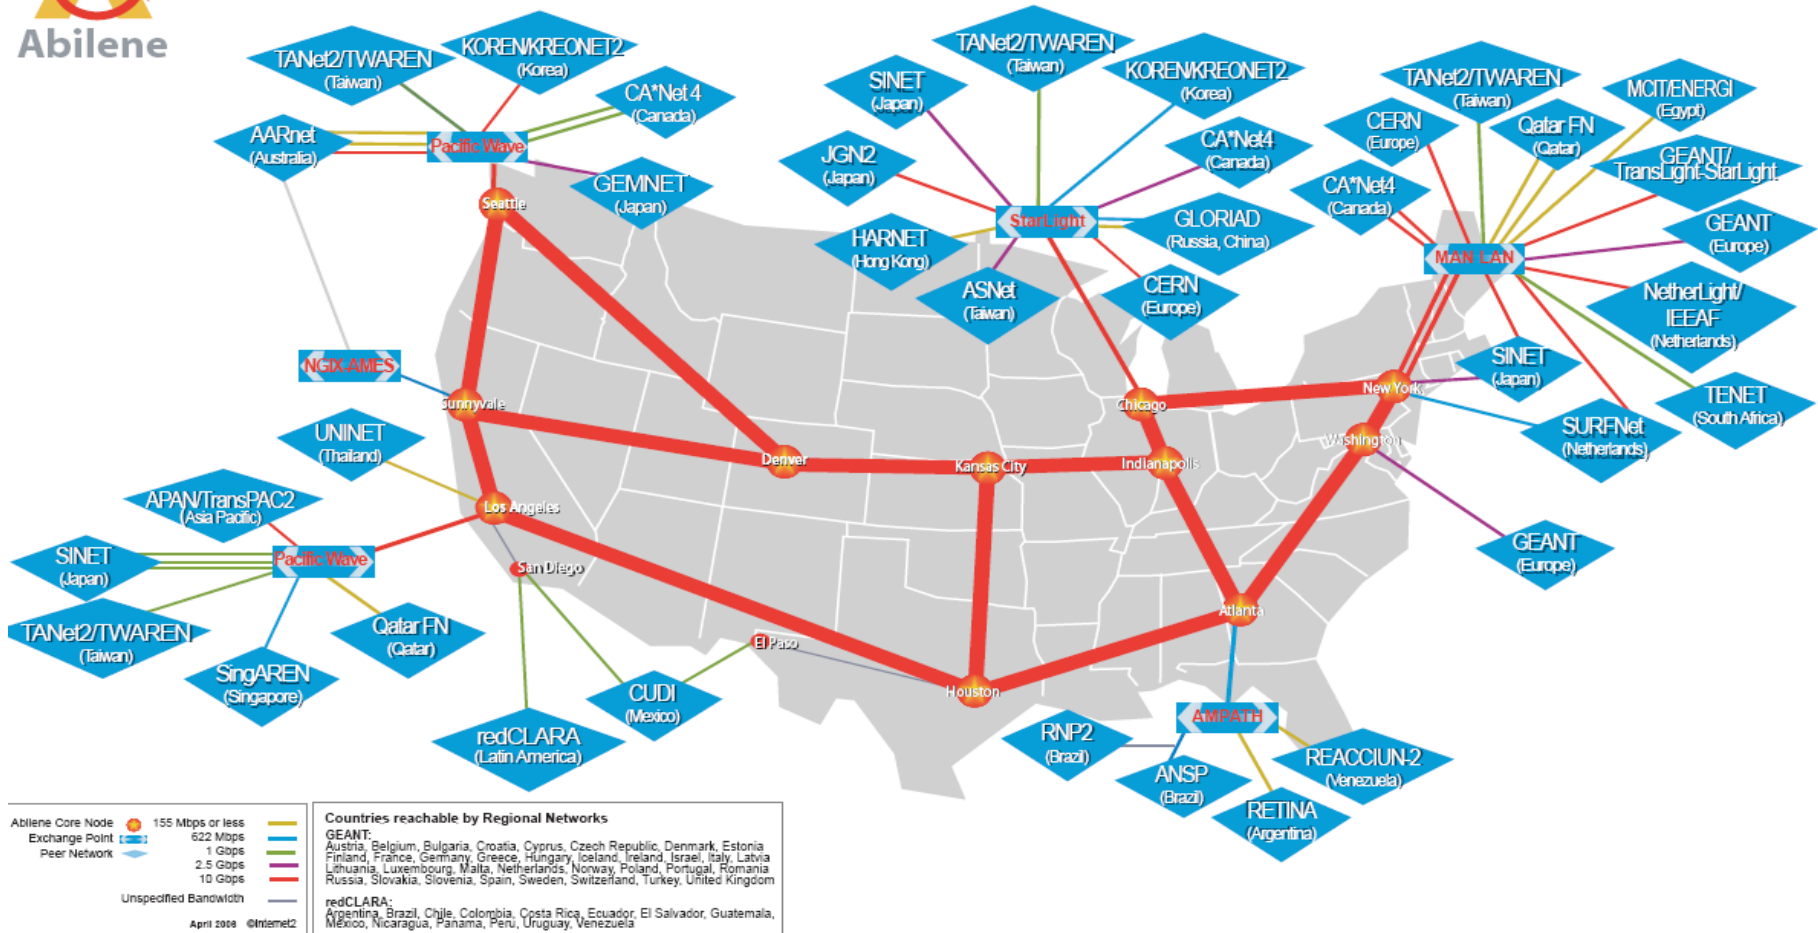 Abilene
TANet2/TWAREN
(Taiwan)
KOREN/KREONET2
(Korea)
CA*Net 4
(Canada)
AARnet
(Australia)
Pacific Wave
GEMNET
(Japan)
Seattle
TANet2/TWAREN
(Taiwan)
SINET
(Japan)
KOREN/KREONET2
(Korea)
JGN2
(Japan)
CA*Net4
(Canada)
StarLight
GLORIAD
(Russia, China)
HARNET
(Hong Kong)
ASNet
(Taiwan)
CERN
(Europe)
TANet2/TWAREN
(Taiwan)
MCIT/ENERGI
(Egypt)
CERN
(Europe)
Qatar FN
(Qatar)
GEANT/
TransLight-StarLight
CA*Net4
(Canada)
GEANT
(Europe)
MAN LAN
NetherLight/
IEEAF
(Netherlands)
SINET
(Japan)
TENET
(South Africa)
SURFNet
(Netherlands)
GEANT
(Europe)
NGIX-AMES
Sunnyvale
UNINET
(Thailand)
Denver
Kansas City
Indianapolis
Chicago
New York
Washington
Los Angeles
APAN/TransPAC2
(Asia Pacific)
SINET
(Japan)
Pacific Wave
San Diego
TANet2/TWAREN
(Taiwan)
SingAREN
(Singapore)
Qatar FN
(Qatar)
El Paso
CUDI
(Mexico)
redCLARA
(Latin America)
Houston
Atlanta
AMPATH
RNP2
(Brazil)
ANSP
(Brazil)
RETINA
(Argentina)
REACCIUN-2
(Venezuela)
Abilene Core Node
Exchange Point
Peer Network
155 Mbps or less
622 Mbps
1 Gbps
2.5 Gbps
10 Gbps
Unspecified Bandwidth
April 2006 ©Internet2
Countries reachable by Regional Networks
GEANT:
Austria, Belgium, Bulgaria, Croatia, Cyprus, Czech Republic, Denmark, Estonia
Finland, France, Germany, Greece, Hungary, Iceland, Ireland, Israel, Italy, Latvia
Lithuania, Luxembourg, Malta, Netherlands, Norway, Poland, Portugal, Romania
Russia, Slovakia, Slovenia, Spain, Sweden, Switzerland, Turkey, United Kingdom
redCLARA:
Argentina, Brazil, Chile, Colombia, Costa Rica, Ecuador, El Salvador, Guatemala,
Mexico, Nicaragua, Panama, Peru, Uruguay, Venezuela